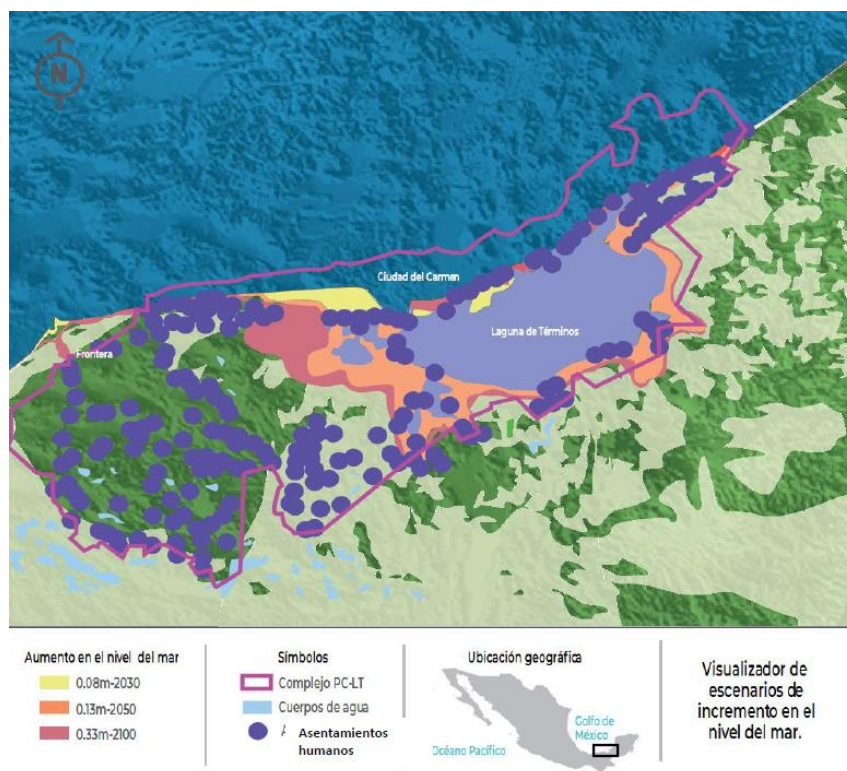 N
Ciudad del Carmen
Laguna de Términos
Frontera
Aumento en el nivel del mar
0.08m-2030
0.13m-2050
0.33m-2100
Símbolos
Complejo PC-LT
Cuerpos de agua
Asentamientos
humanos
Ubicación geográfica
Golfo de
México
Océano Pacífico
Visualizador de
escenarios de
incremento en el
nivel del mar.